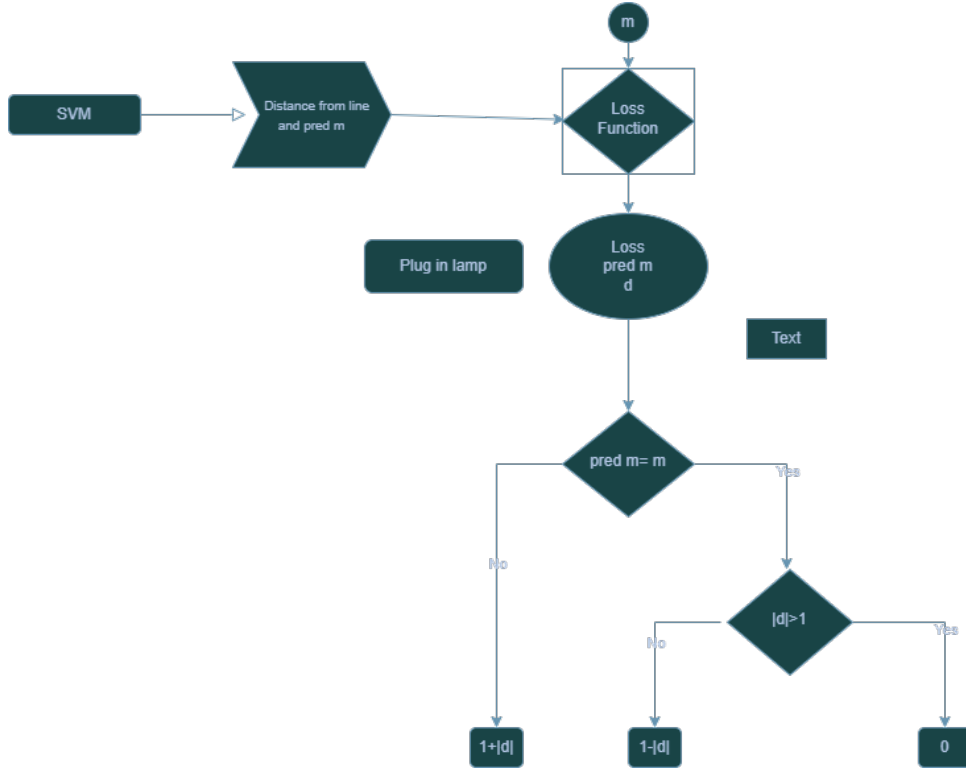 m
SVM
Distance from line
and pred m
Loss
Function
Plug in lamp
Loss
pred m
d
Text
pred m= m
Yes
No
|d|>1
No
Yes
1+|d|
1-|d|
0